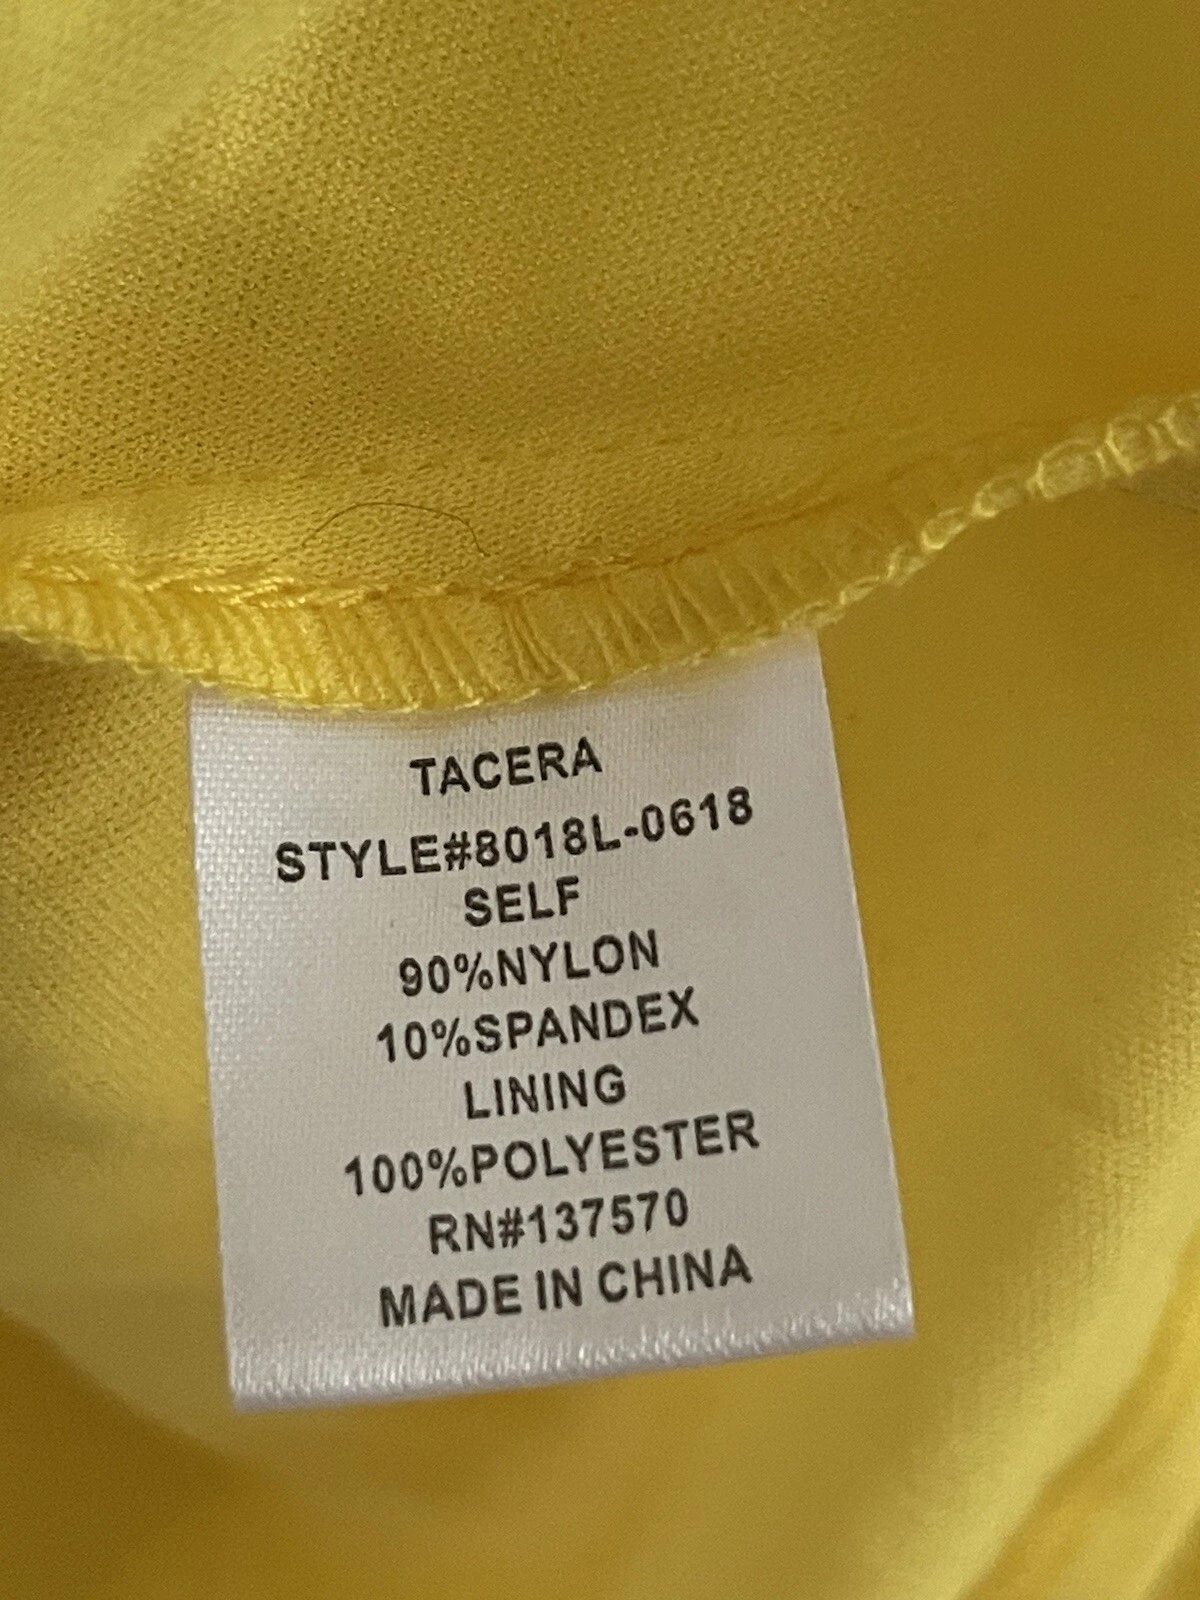 TACERA
STYLE#8018L-0618
SELF
90%NYLON
10%SPANDEX
LINING
100%POLYESTER
RN#137570
MADE IN CHINA